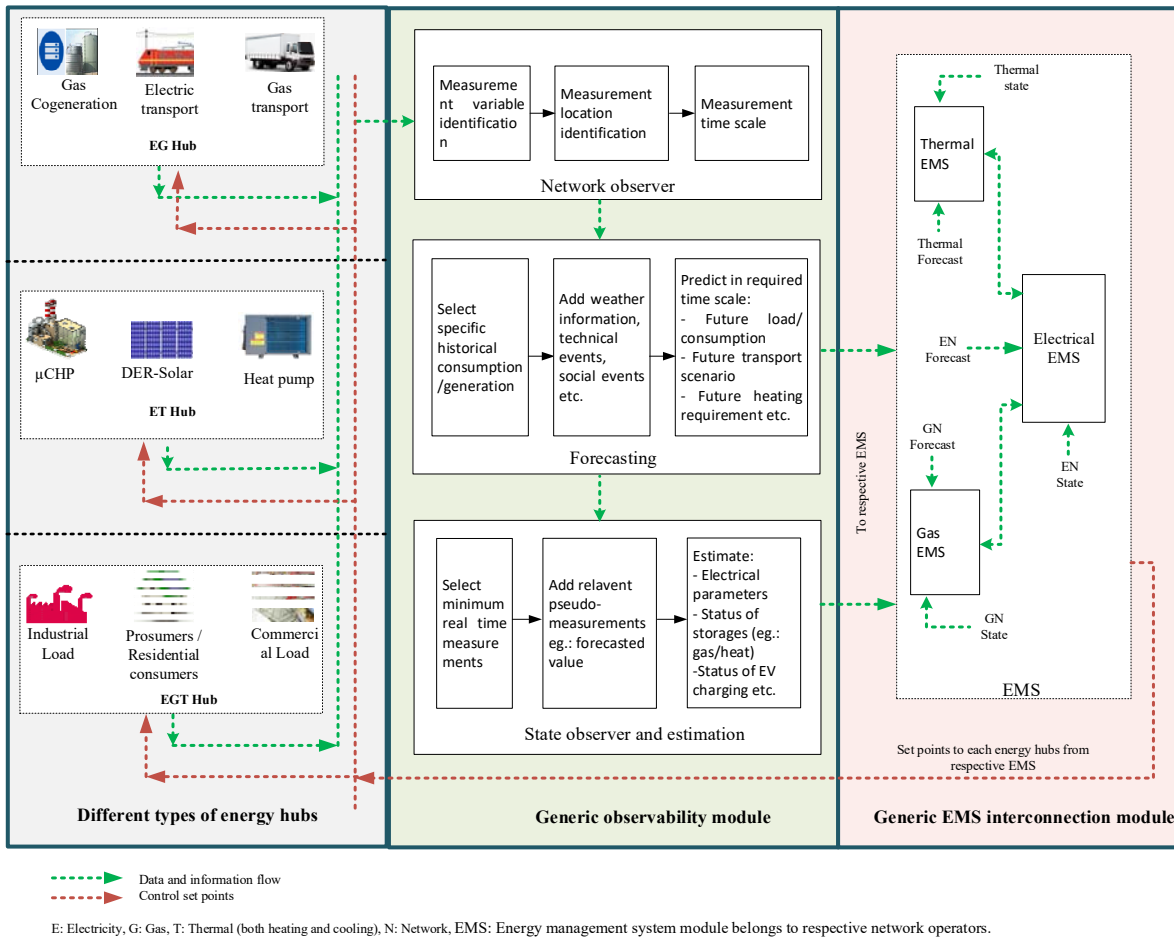 Gas
Cogeneration
Electric
transport
Gas
transport
EG Hub
µCHP
DER-Solar
Heat pump
ET Hub
Industrial
Load
Prosumers /
Residential
consumers
Commerci
al Load
EGT Hub
Different types of energy hubs
Measureme
nt variable
identificatio
n
Measurement
location
identification
Measurement
time scale
Network observer
Select
specific
historical
consumption
/generation
Add weather
information,
technical
events,
social events
etc.
Predict in required
time scale:
- Future load/
consumption
- Future transport
scenario
- Future heating
requirement etc.
Forecasting
Select
minimum
real time
measure
ments
Add relavent
pseudo-
measurements
eg.: forecasted
value
Estimate:
- Electrical
parameters
- Status of
storages (eg.:
gas/heat)
-Status of EV
charging etc.
State observer and estimation
Generic observability module
To respective EMS
Thermal
state
Thermal
EMS
Thermal
Forecast
EN
Forecast
Electrical
EMS
GN
Forecast
EN
State
Gas
EMS
GN
State
EMS
Set points to each energy hubs from
respective EMS
Generic EMS interconnection module
Data and information flow
Control set points
E: Electricity, G: Gas, T: Thermal (both heating and cooling), N: Network, EMS: Energy management system module belongs to respective network operators.